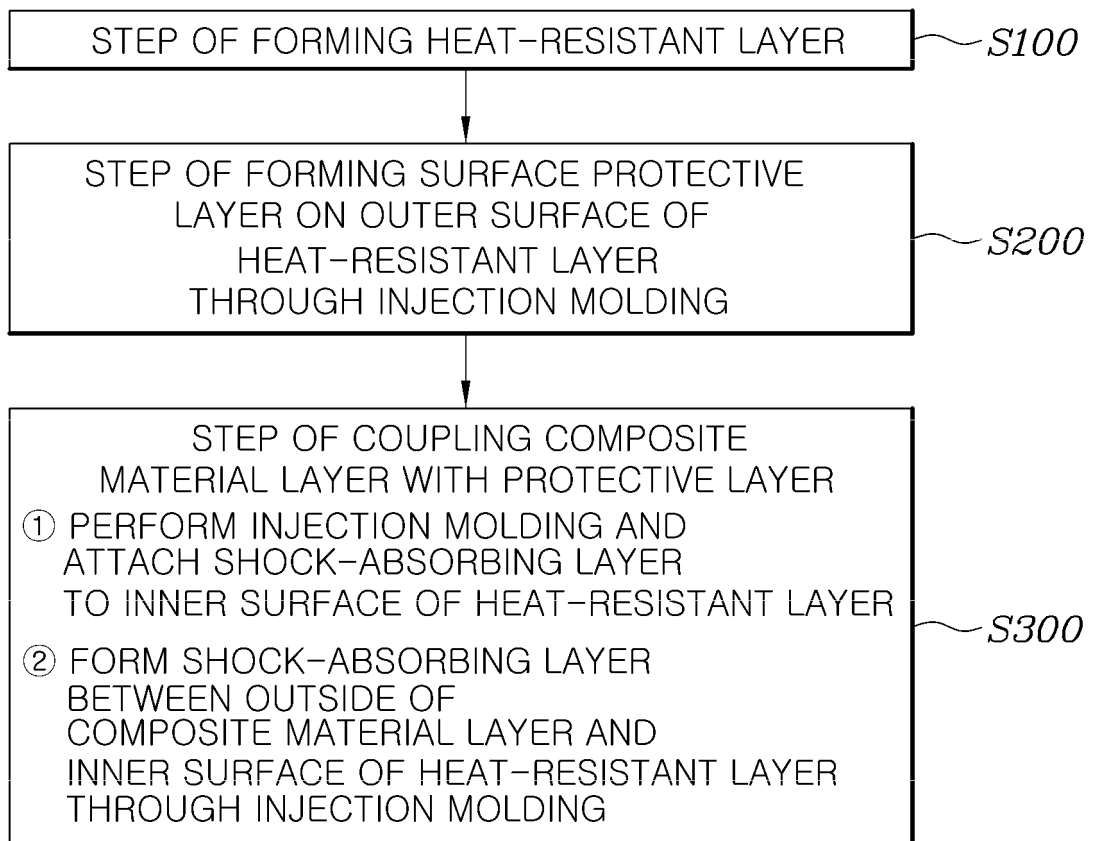 STEP OF FORMING HEAT-RESISTANT LAYER
S100
STEP OF FORMING SURFACE PROTECTIVE
LAYER ON OUTER SURFACE OF
HEAT-RESISTANT LAYER
THROUGH INJECTION MOLDING
S200
STEP OF COUPLING COMPOSITE
MATERIAL LAYER WITH PROTECTIVE LAYER
① PERFORM INJECTION MOLDING AND
ATTACH SHOCK-ABSORBING LAYER
TO INNER SURFACE OF HEAT-RESISTANT LAYER
② FORM SHOCK-ABSORBING LAYER
BETWEEN OUTSIDE OF
COMPOSITE MATERIAL LAYER AND
INNER SURFACE OF HEAT-RESISTANT LAYER
THROUGH INJECTION MOLDING
S300